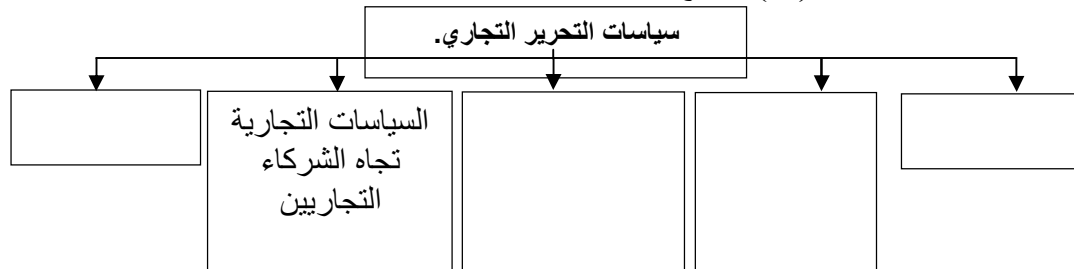 سياسات التحرير التجاري.
السياسات التجارية
تجاه الشركاء
التجاريين